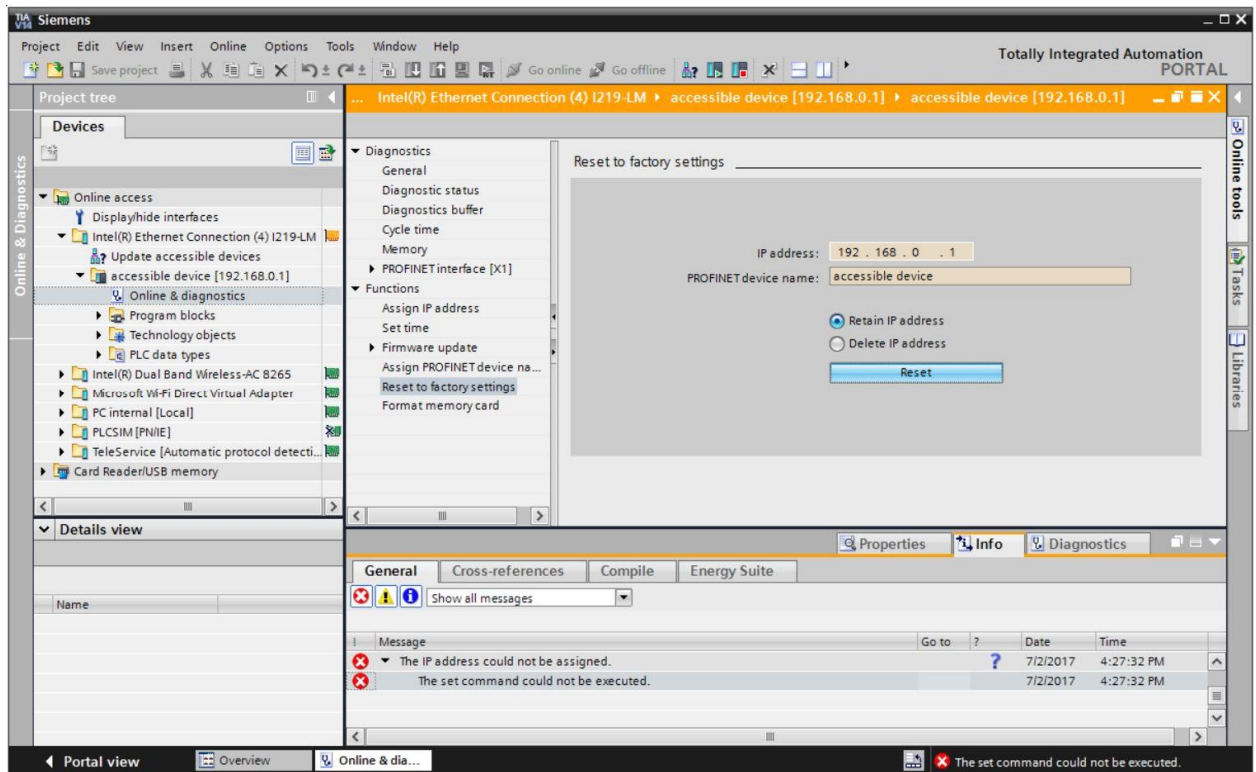 TIA
V14
Siemens
Project Edit View Insert Online Options Tools Window Help
Totally Integrated Automation
PORTAL
Save project Go online Go offline
Project tree
... Intel(R) Ethernet Connection (4) I219-LM accessible device [192.168.0.1] accessible device [192.168.0.1]
Devices
Online & Diagnostics
Online access
Display/hide interfaces
Intel(R) Ethernet Connection (4) I219-LM
Update accessible devices
accessible device [192.168.0.1]
Online & diagnostics
Program blocks
Technology objects
PLC data types
Intel(R) Dual Band Wireless-AC 8265
Microsoft Wi-Fi Direct Virtual Adapter
PC internal [Local]
PLCSIM [PN/IE]
TeleService [Automatic protocol detecti...
Card Reader/USB memory
Details view
Name
Diagnostics
General
Diagnostic status
Diagnostics buffer
Cycle time
Memory
PROFINET interface [X1]
Functions
Assign IP address
Set time
Firmware update
Assign PROFINET device na...
Reset to factory settings
Format memory card
Reset to factory settings
IP address: 192 . 168 . 0 . 1
PROFINET device name: accessible device
Retain IP address
Delete IP address
Reset
Online tools
Tasks
Libraries
Properties Info Diagnostics
General Cross-references Compile Energy Suite
Show all messages
! Message Go to ? Date Time
The IP address could not be assigned. ? 7/2/2017 4:27:32 PM
The set command could not be executed. 7/2/2017 4:27:32 PM
Portal view Overview Online & dia... The set command could not be executed.